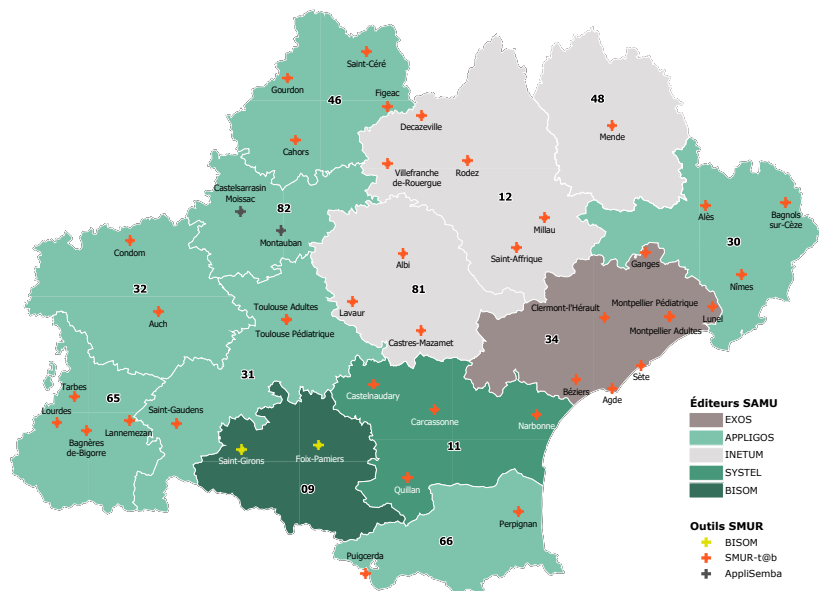 Saint-Céré
Gourdon
46
Figeac
Decazeville
Cahors
48
Mende
Villefranche
de-Rouergue
Rodez
12
Castelsarrasin
Moissac
82
Montauban
Millau
Saint-Affrique
Alès
Bagnols
sur-Cèze
30
Nîmes
Condom
32
Auch
Albi
81
Lavaur
Castres-Mazamet
Ganges
Clermont-l'Hérault
Montpellier Pédiatrique
Montpellier Adultes
Lunel
34
Sète
Béziers
Agde
Toulouse Adultes
Toulouse Pédiatrique
31
Tarbes
65
Lourdes
Bagnères
de-Bigorre
Lannemezan
Saint-Gaudens
Castelnaudary
Carcassonne
Narbonne
11
Quillan
Saint-Girons
Foix-Pamiers
09
Perpignan
66
Puigcerda
Éditeurs SAMU
EXOS
APPLIGOS
INETUM
SYSTEL
BISOM
Outils SMUR
BISOM
SMUR-t@b
AppliSemba